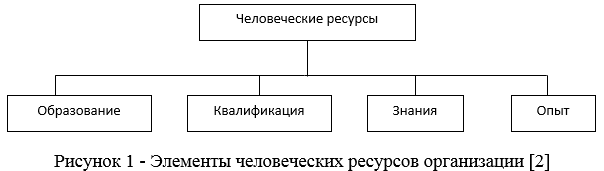 Человеческие ресурсы
Образование
Квалификация
Знания
Опыт
Рисунок 1 - Элементы человеческих ресурсов организации [2]